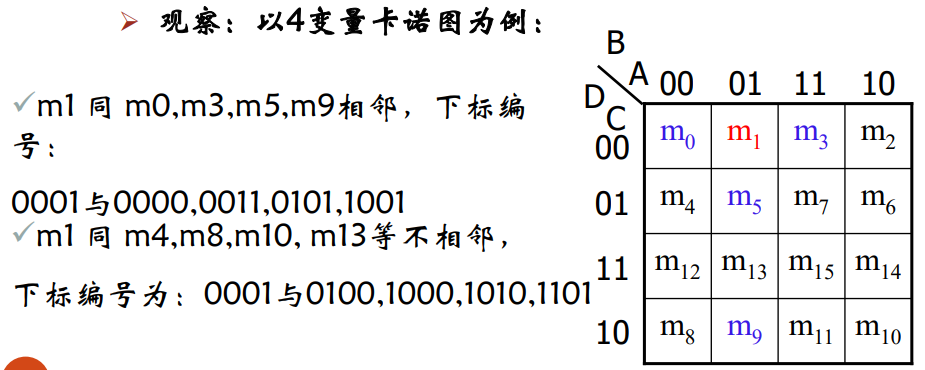 ➢ 观察：以4变量卡诺图为例：
✓m1 同 m0,m3,m5,m9相邻，下标编
号：
0001与0000,0011,0101,1001
✓m1 同 m4,m8,m10, m13等不相邻，
下标编号为：0001与0100,1000,1010,1101
B
A 00 01 11 10
D
C
00 m0 m1 m3 m2
01 m4 m5 m7 m6
11 m12 m13 m15 m14
10 m8 m9 m11 m10